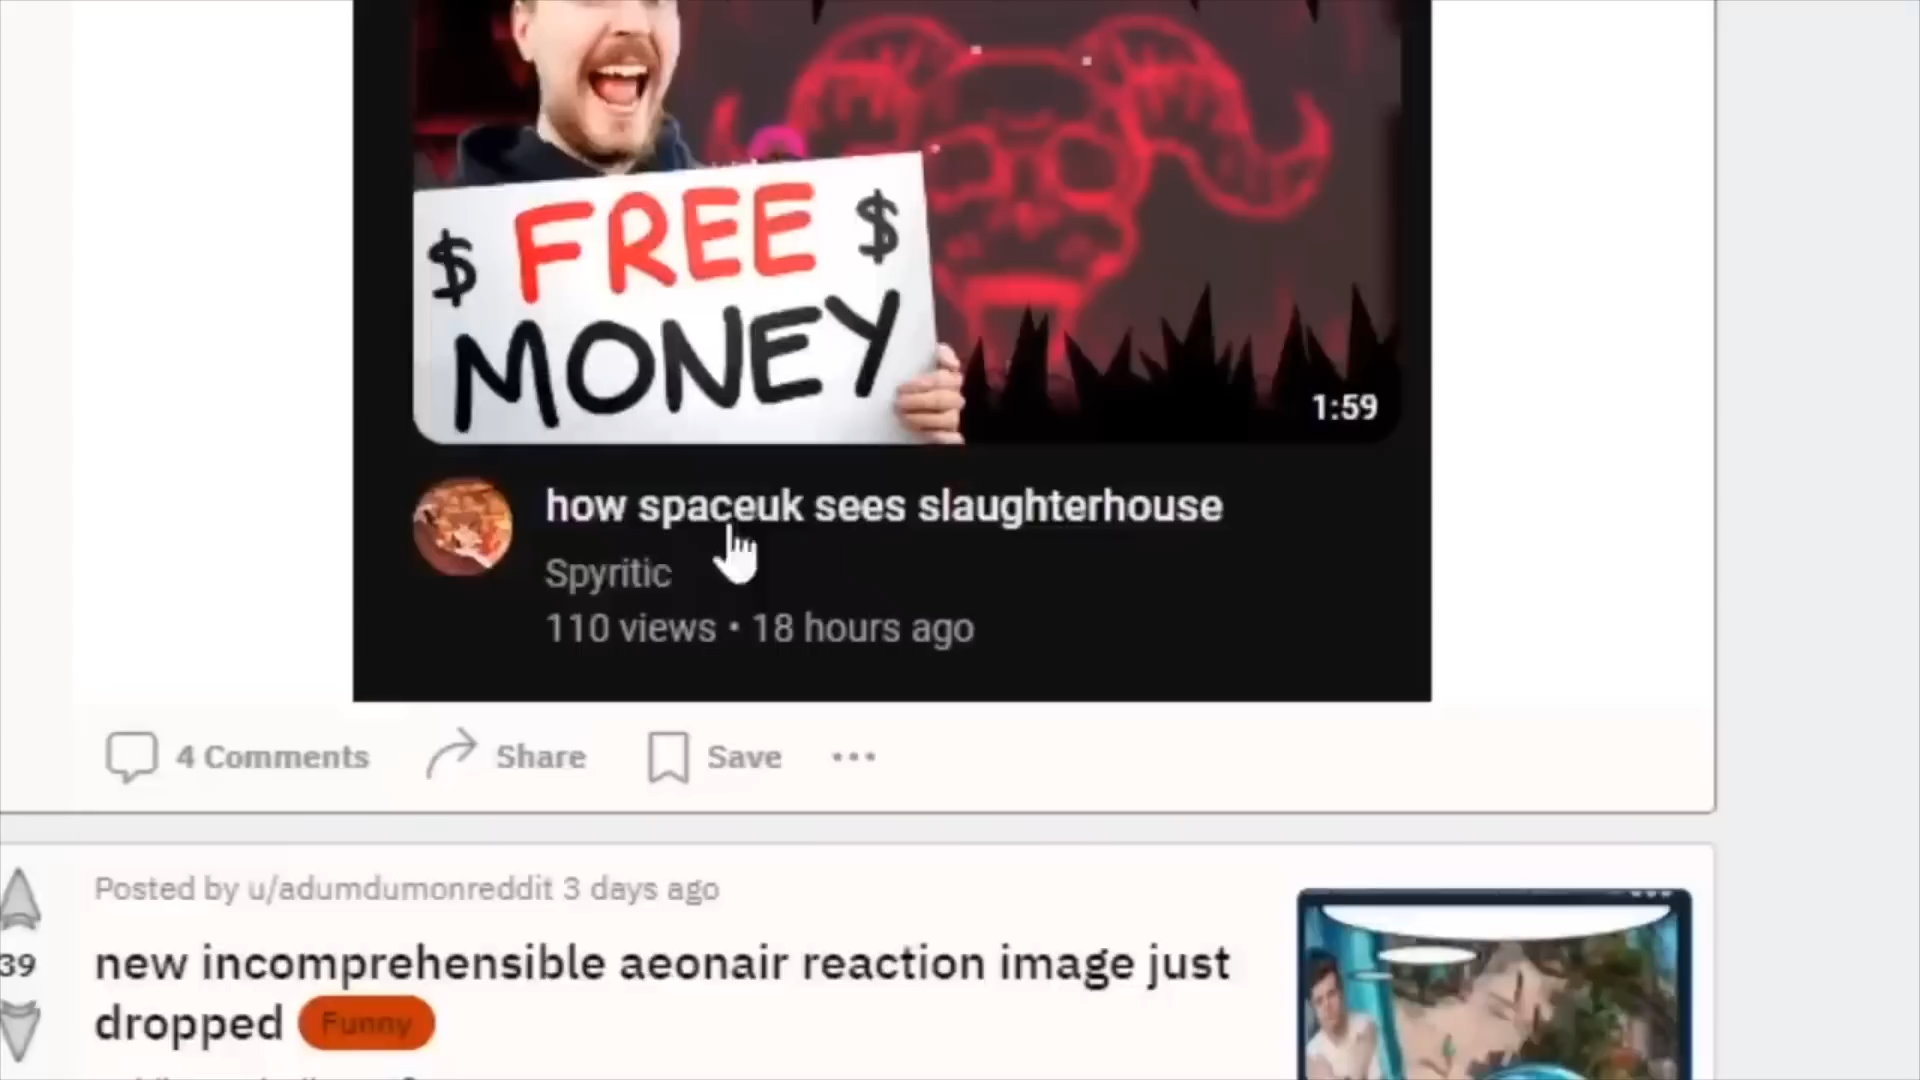 $ FREE $
MONEY
1:59
how spaceuk sees slaughterhouse
Spyritic
110 views • 18 hours ago
4 Comments
Share
Save
Posted by u/adumdumonreddit 3 days ago
39
new incomprehensible aeonair reaction image just
dropped
Funny